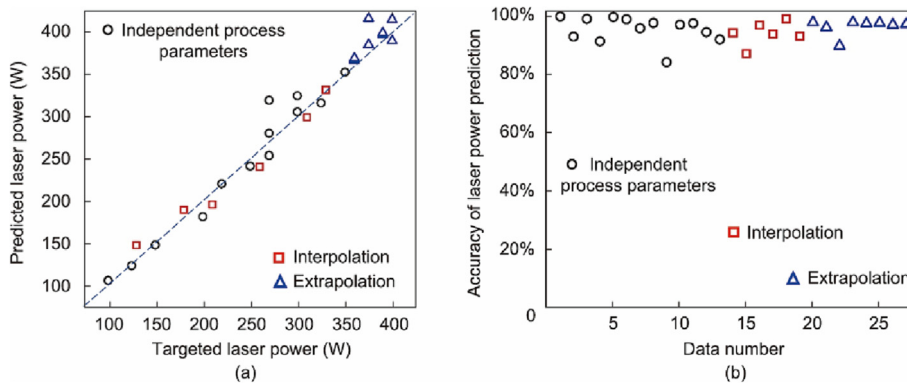 400
350
300
250
200
150
100
Predicted laser power (W)
Independent process
parameters
Interpolation
Extrapolation
100 150 200 250 300 350 400
Targeted laser power (W)
(a)
100%
80%
60%
40%
20%
0
Accuracy of laser power prediction
Independent
process parameters
Interpolation
Extrapolation
5 10 15 20 25
Data number
(b)